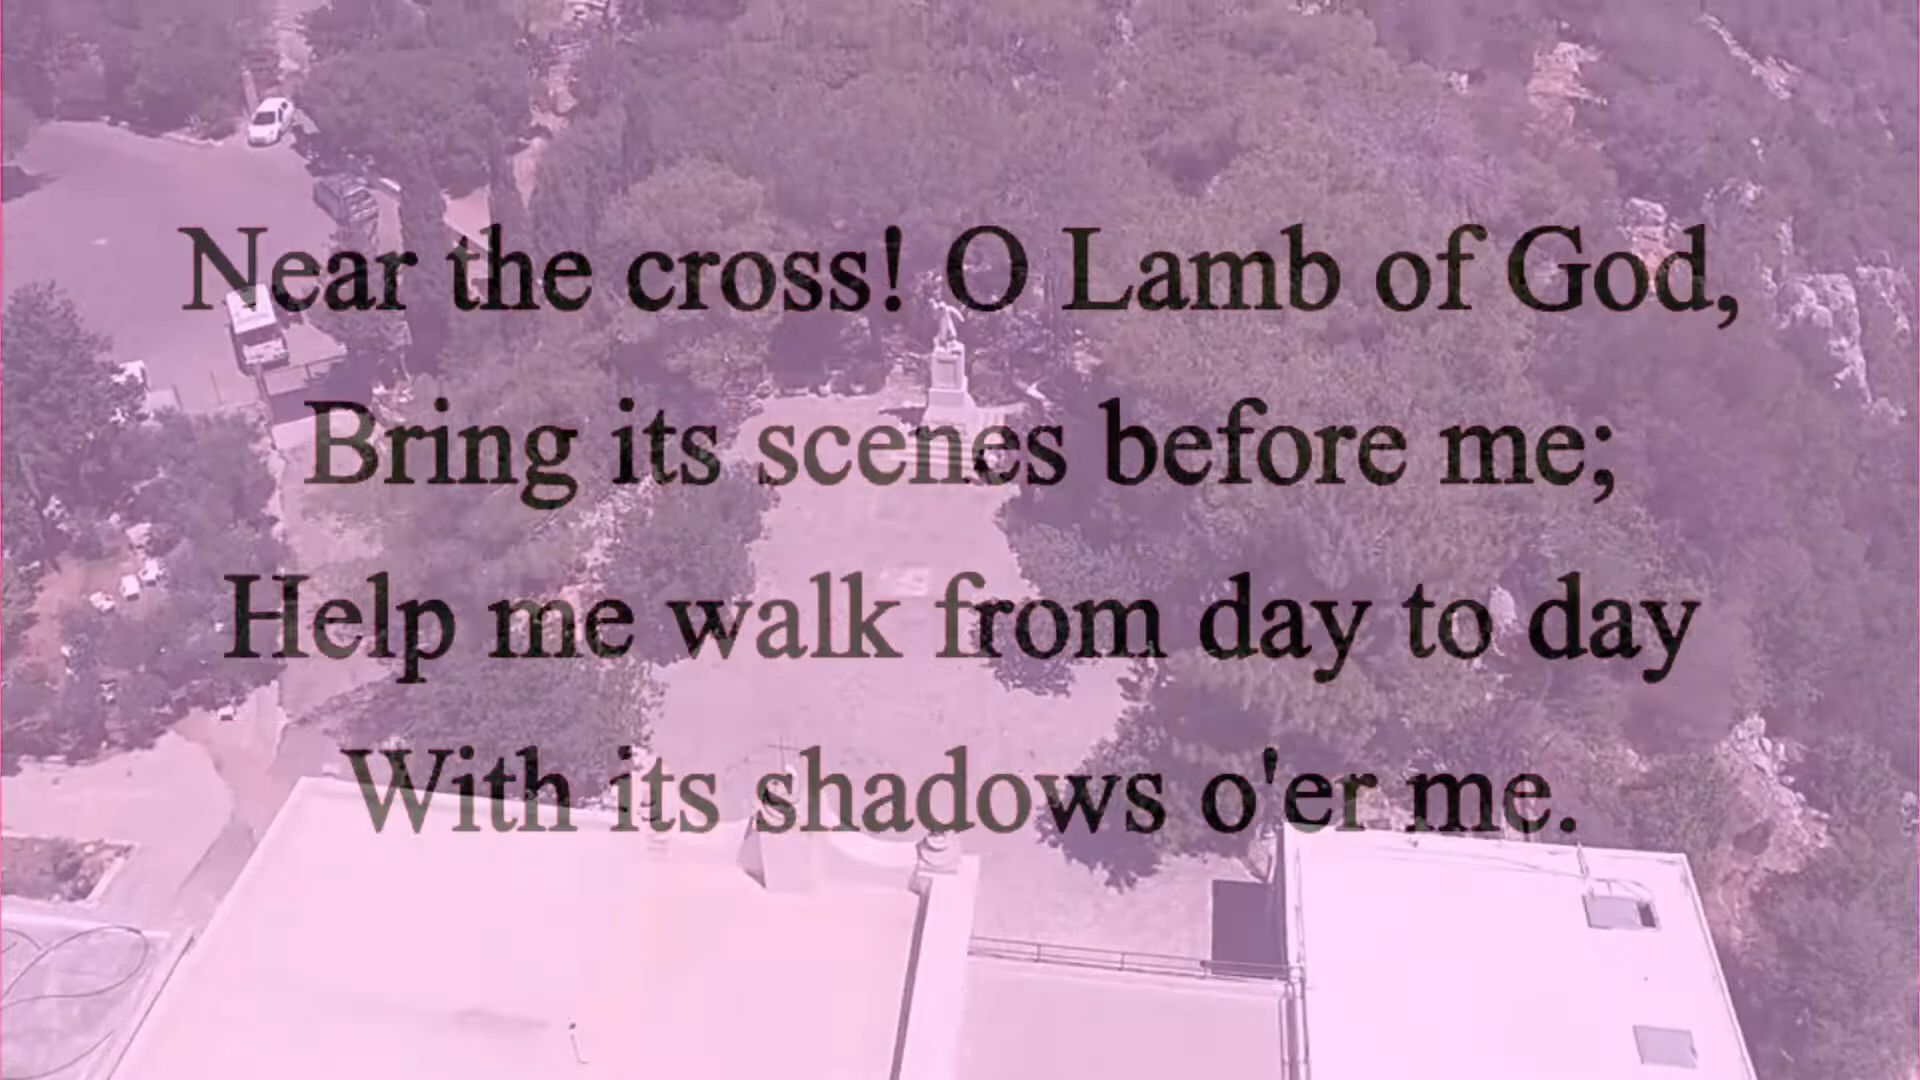 Near the cross! O Lamb of God,
Bring its scenes before me;
Help me walk from day to day
With its shadows o'er me.